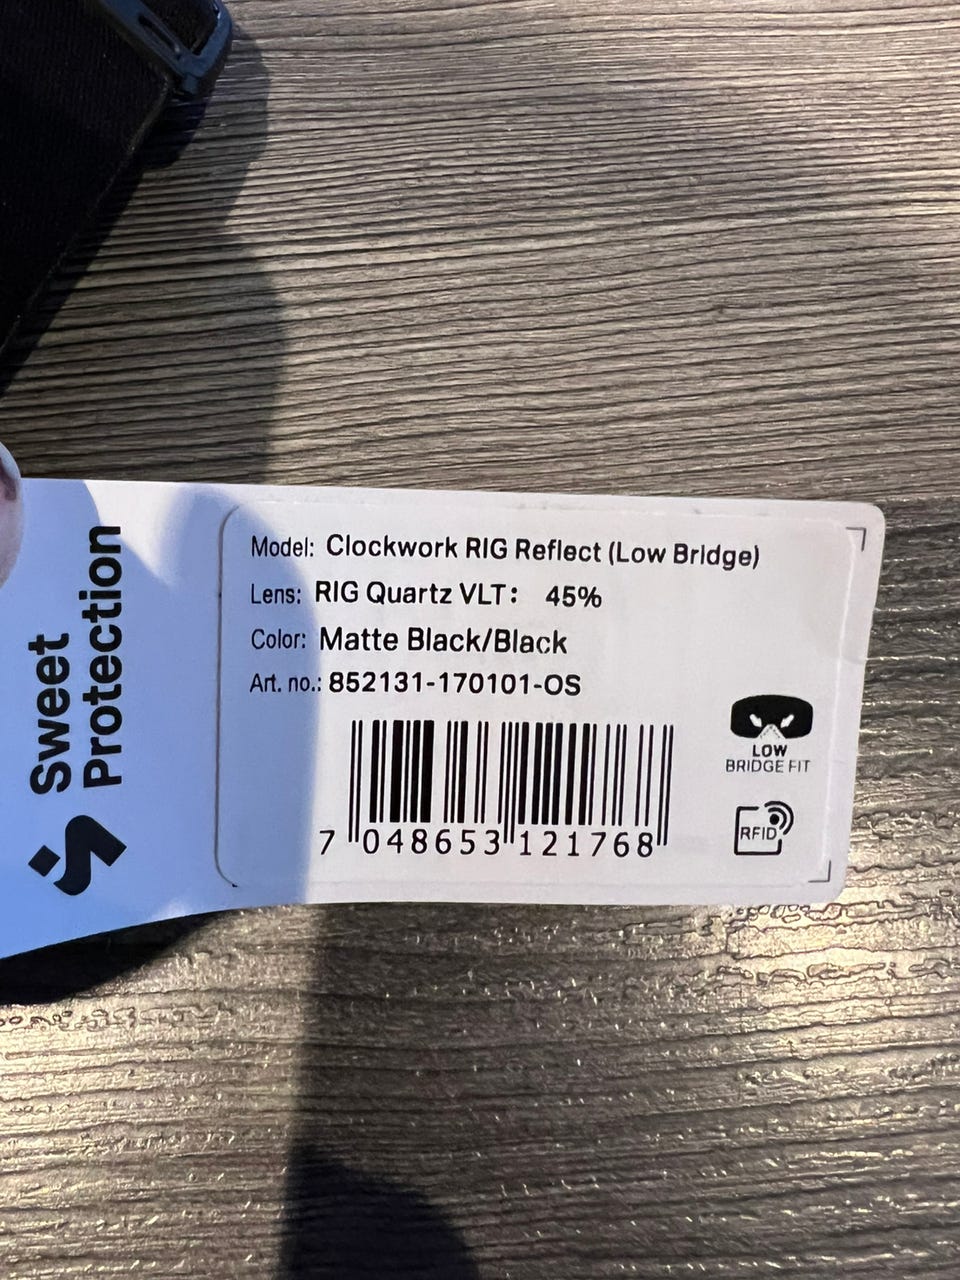 Sweet
Protection
Model: Clockwork RIG Reflect (Low Bridge)
Lens: RIG Quartz VLT: 45%
Color: Matte Black/Black
Art. no.: 852131-170101-OS
7 048653 121768
LOW
BRIDGE FIT
RFID